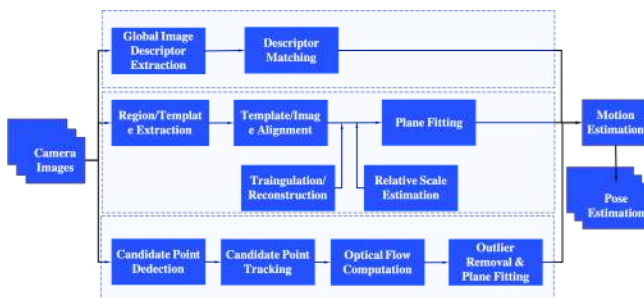 Global Image
Descriptor
Extraction
Descriptor
Matching
Region/Templat
e Extraction
Template/Imag
e Alignment
Plane Fitting
Camera
Images
Motion
Estimation
Traingulation/
Reconstruction
Relative Scale
Estimation
Pose
Estimation
Candidate Point
Dedection
Candidate Point
Tracking
Optical Flow
Computation
Outlier
Removal &
Plane Fitting